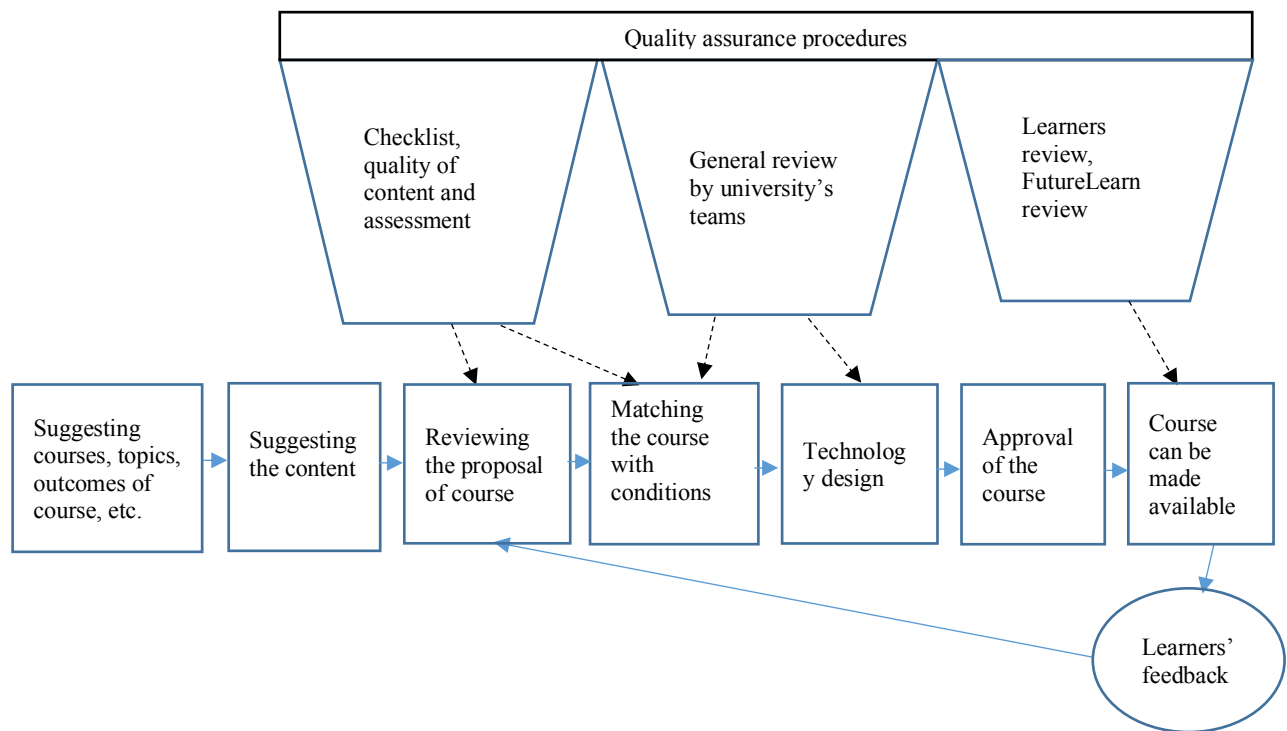 Quality assurance procedures
Checklist,
quality of
content and
assessment
General review
by university’s
teams
Learners
review,
FutureLearn
review
Suggesting
courses, topics,
outcomes of
course, etc.
Suggesting
the content
Reviewing
the proposal
of course
Matching
the course
with
conditions
Technolog
y design
Approval
of the
course
Course
can be
made
available
Learners’
feedback